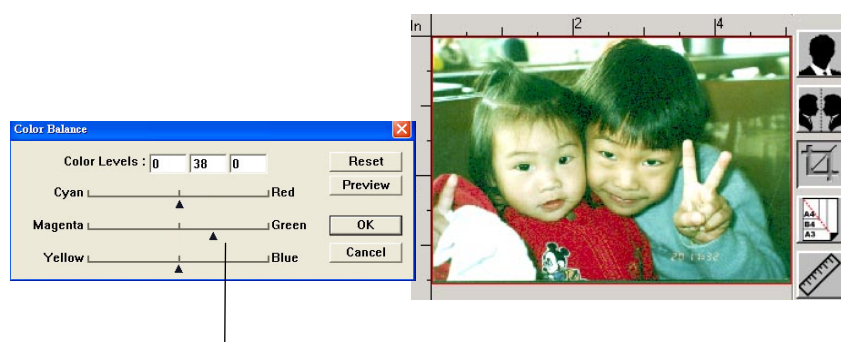 Color Balance
Color Levels : 0 38 0
Reset
Cyan Red
Preview
Magenta Green
OK
Yellow Blue
Cancel
In 2 4
A4
B4
A3